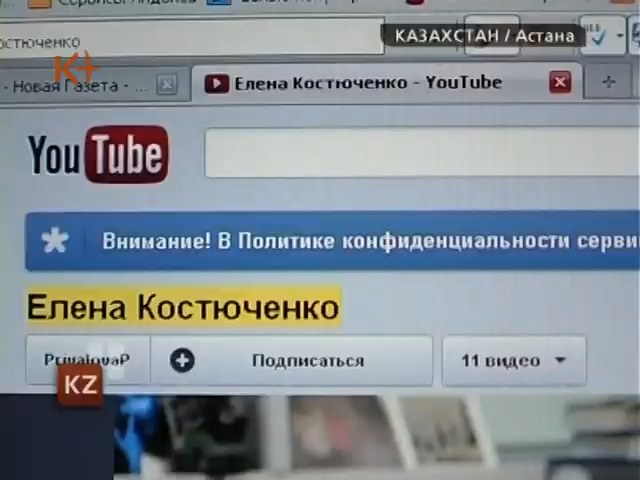 КАЗАХСТАН / Астана
остюченко
K+
- Новая Газета - ...
Елена Костюченко - YouTube
YouTube
Внимание! В Политике конфиденциальности серви
Елена Костюченко
PrivalovaP
Подписаться
11 видео
KZ